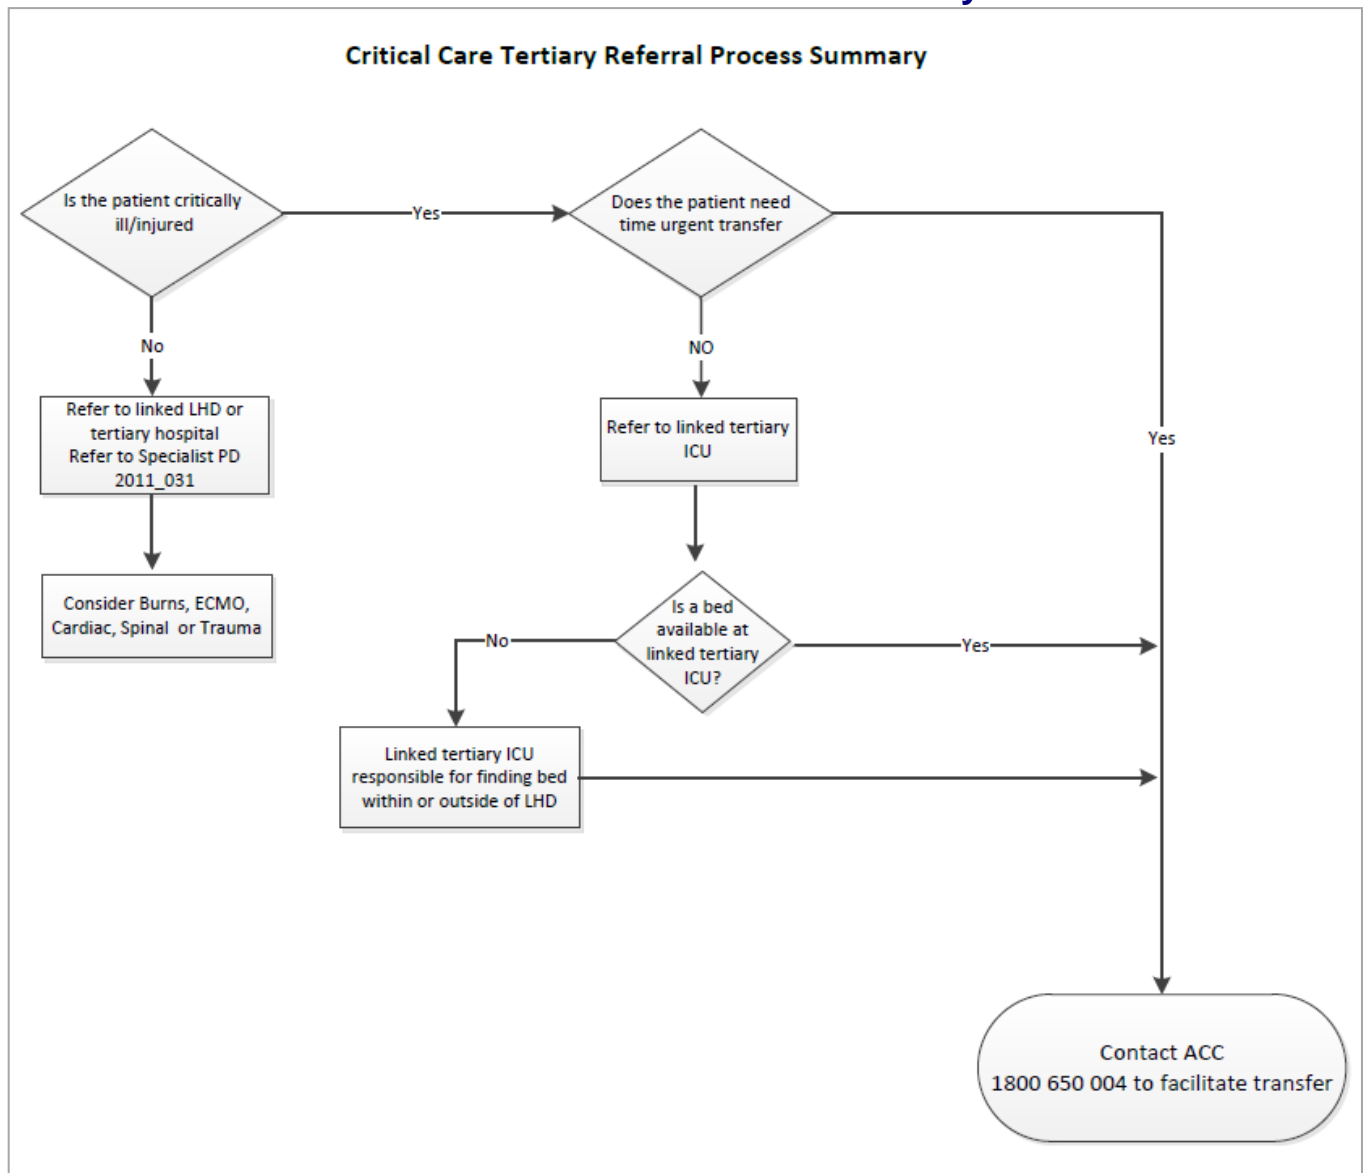 Critical Care Tertiary Referral Process Summary
Is the patient critically
ill/injured
Yes
Does the patient need
time urgent transfer
No
NO
Refer to linked LHD or
tertiary hospital
Refer to Specialist PD
2011_031
Refer to linked tertiary
ICU
Yes
Consider Burns, ECMO,
Cardiac, Spinal or Trauma
Is a bed
available at
linked tertiary
ICU?
No
Yes
Linked tertiary ICU
responsible for finding bed
within or outside of LHD
Contact ACC
1800 650 004 to facilitate transfer